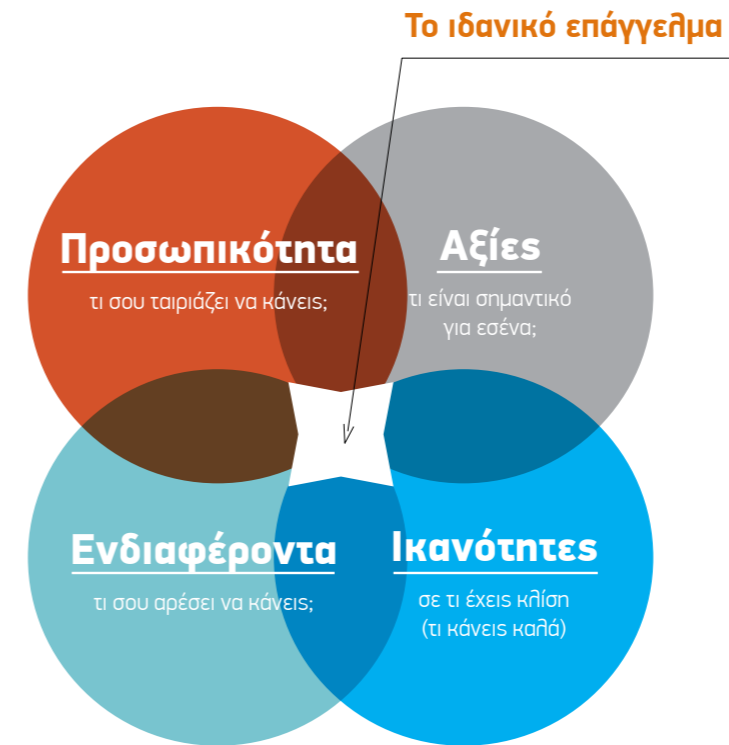 Το ιδανικό επάγγελμα
Προσωπικότητα
τι σου ταιριάζει να κάνεις;
Αξίες
τι είναι σημαντικό
για εσένα;
Ενδιαφέροντα
τι σου αρέσει να κάνεις;
Ικανότητες
σε τι έχεις κλίση
(τι κάνεις καλά)